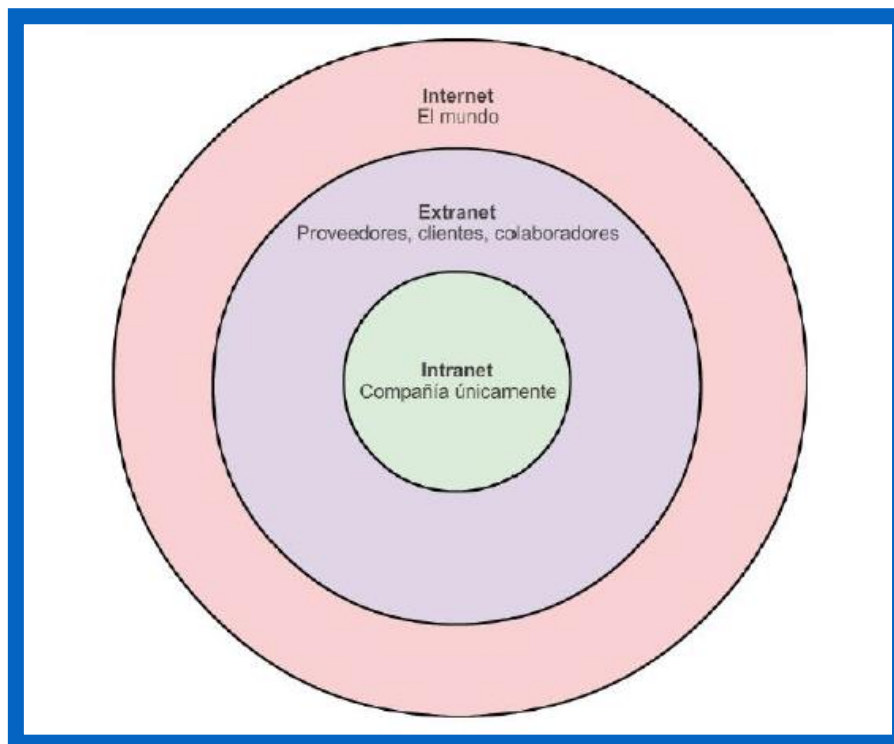 Internet
El mundo
Extranet
Proveedores, clientes, colaboradores
Intranet
Compañía únicamente